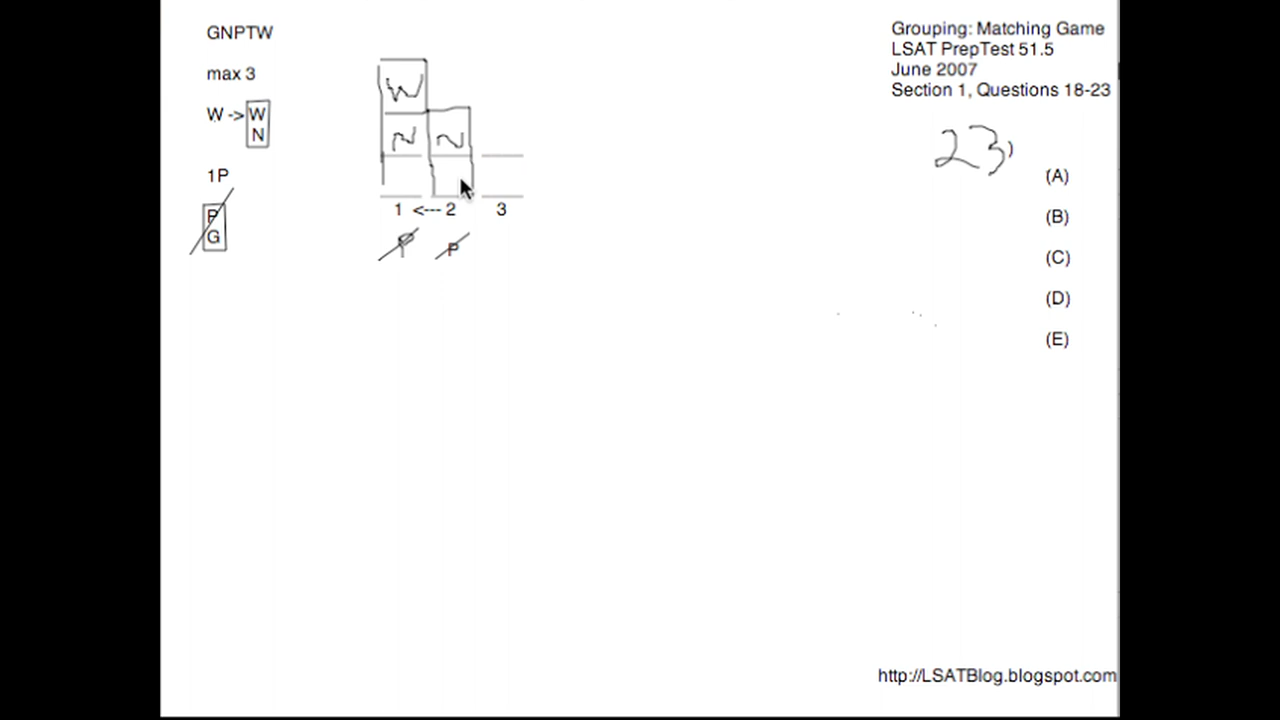 GNPTW
max 3
W -> W
N
1P
P
G
W
N N
1 <--- 2 3
P P
Grouping: Matching Game
LSAT PrepTest 51.5
June 2007
Section 1, Questions 18-23
23)
(A)
(B)
(C)
(D)
(E)
http://LSATBlog.blogspot.com